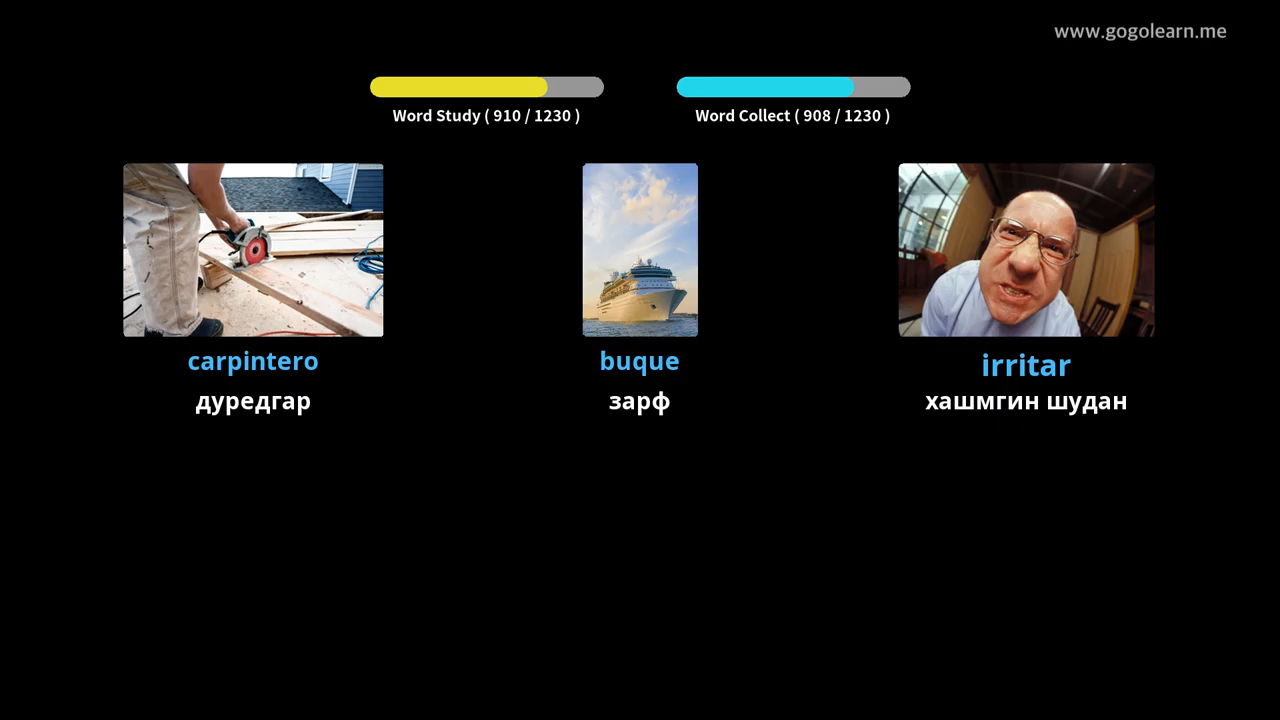 www.gogolearn.me
Word Study ( 910 / 1230 )
Word Collect ( 908 / 1230 )
carpintero
buque
irritar
дуредгар
зарф
хашмгин шудан